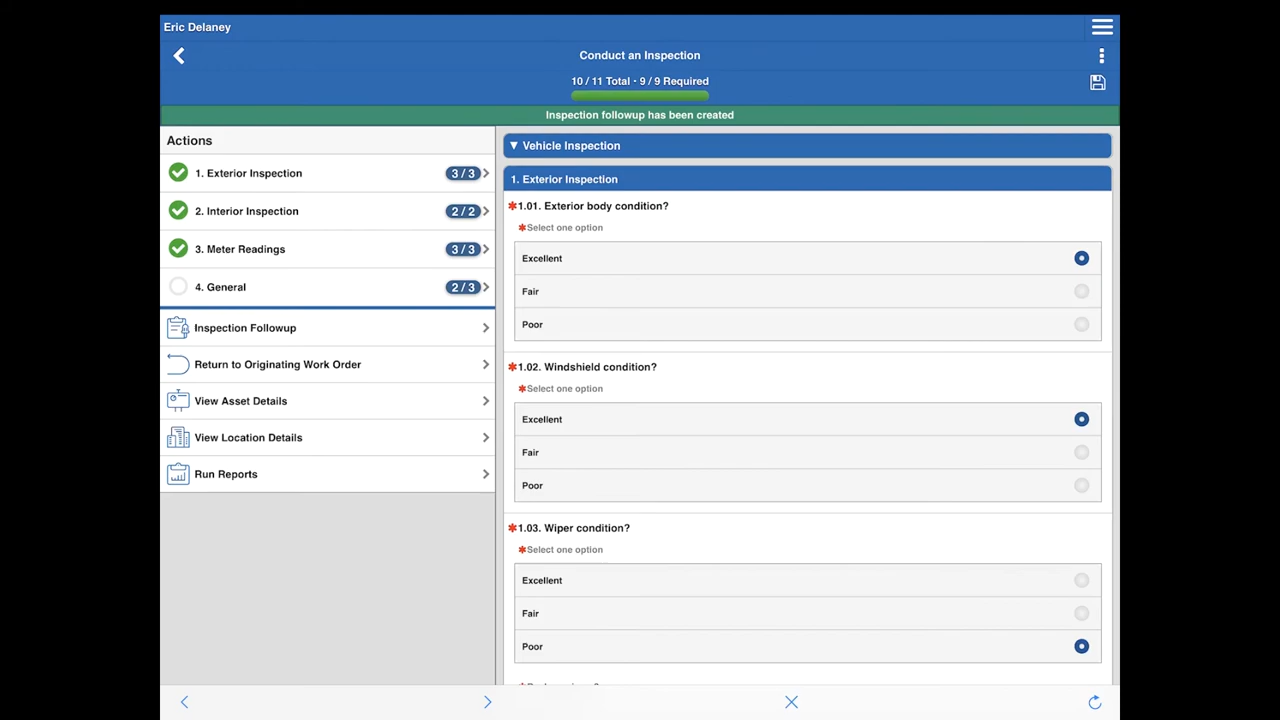 Eric Delaney
Conduct an Inspection
10 / 11 Total • 9 / 9 Required
Inspection followup has been created
Actions
1. Exterior Inspection 3 / 3
2. Interior Inspection 2 / 2
3. Meter Readings 3 / 3
4. General 2 / 3
Inspection Followup
Return to Originating Work Order
View Asset Details
View Location Details
Run Reports
▼ Vehicle Inspection
1. Exterior Inspection
✱1.01. Exterior body condition?
✱Select one option
Excellent
Fair
Poor
✱1.02. Windshield condition?
✱Select one option
Excellent
Fair
Poor
✱1.03. Wiper condition?
✱Select one option
Excellent
Fair
Poor